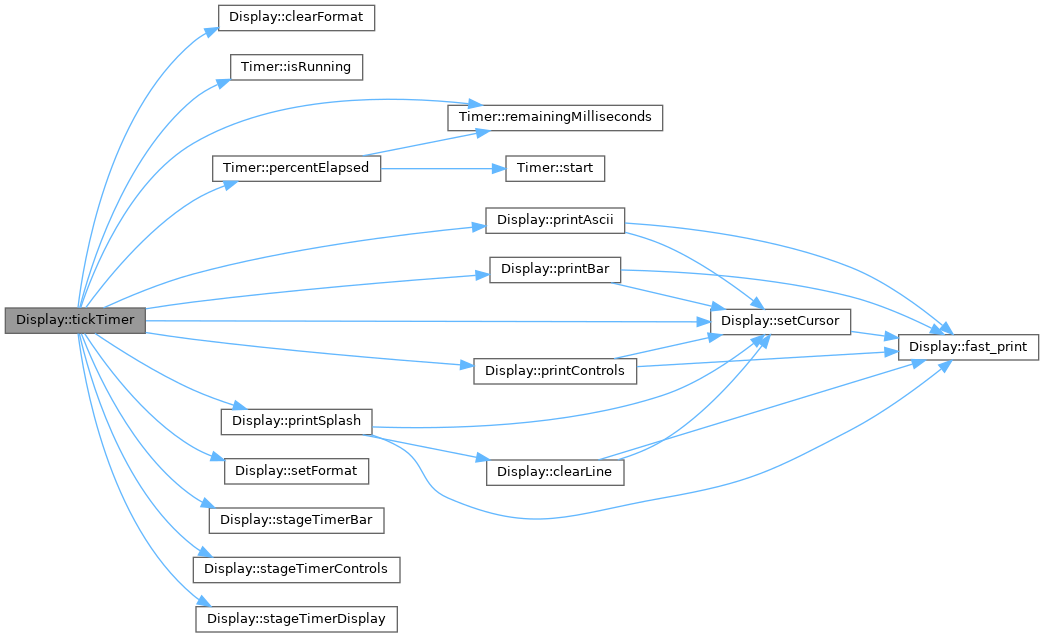 Display::clearFormat
Timer::isRunning
Timer::remainingMilliseconds
Timer::percentElapsed
Timer::start
Display::printAscii
Display::printBar
Display::tickTimer
Display::setCursor
Display::fast_print
Display::printControls
Display::printSplash
Display::setFormat
Display::clearLine
Display::stageTimerBar
Display::stageTimerControls
Display::stageTimerDisplay